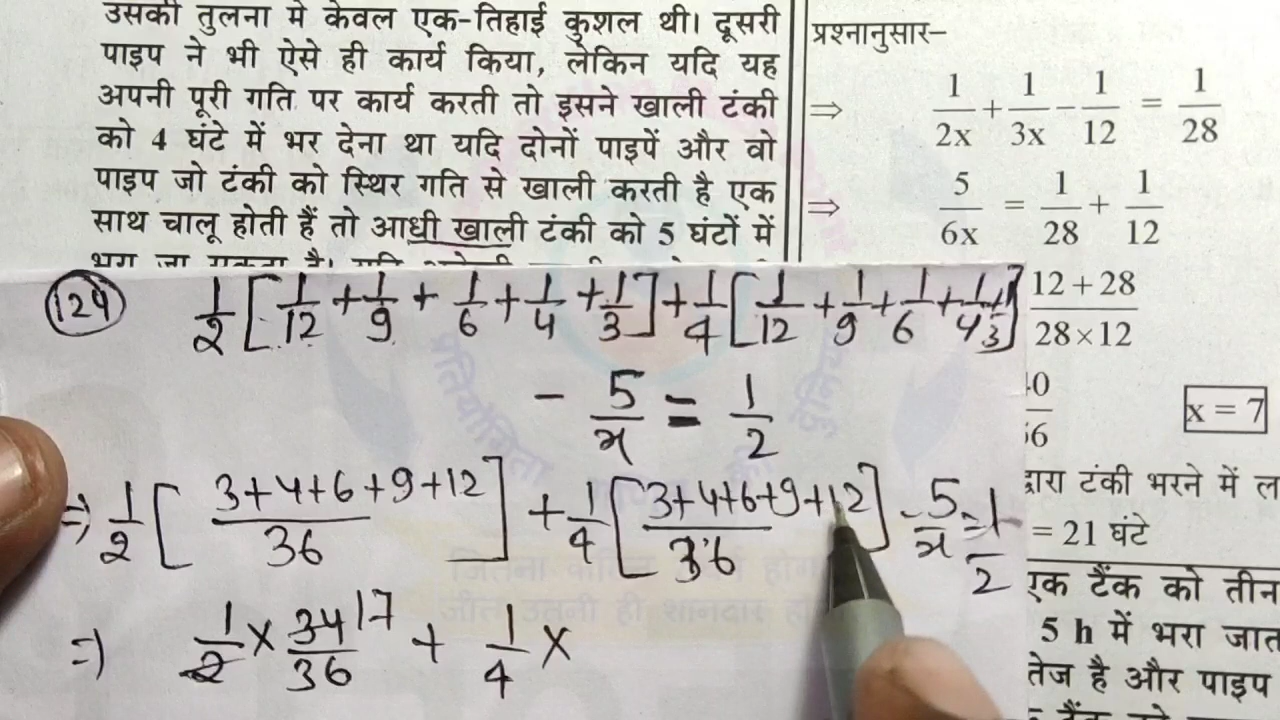 उसकी तुलना में केवल एक-तिहाई कुशल थी। दूसरी
पाइप ने भी ऐसे ही कार्य किया, लेकिन यदि यह
अपनी पूरी गति पर कार्य करती तो इसने खाली टंकी
को 4 घंटे में भर देना था यदि दोनों पाइपें और वो
पाइप जो टंकी को स्थिर गति से खाली करती है एक
साथ चालू होती हैं तो आधी खाली टंकी को 5 घंटों में
प्रश्नानुसार–
⇒ 1/2x + 1/3x − 1/12 = 1/28
⇒ 5/6x = 1/28 + 1/12
12 + 28 / 28 × 12
x = 7
टंकी भरने में
= 21 घंटे
एक टैंक को तीन
5 h में भरा
तेज है और पाइप
(124) 1/2 [1/12 + 1/9 + 1/6 + 1/4 + 1/3] + 1/4 [1/12 + 1/9 + 1/6 + 1/4 + 1/3]
− 5/x = 1/2
⇒ 1/2 [3+4+6+9+12 / 36] + 1/4 [3+4+6+9+12 / 36] − 5/x = 1/2
⇒ 1/2 × 34/36 17 + 1/4 ×